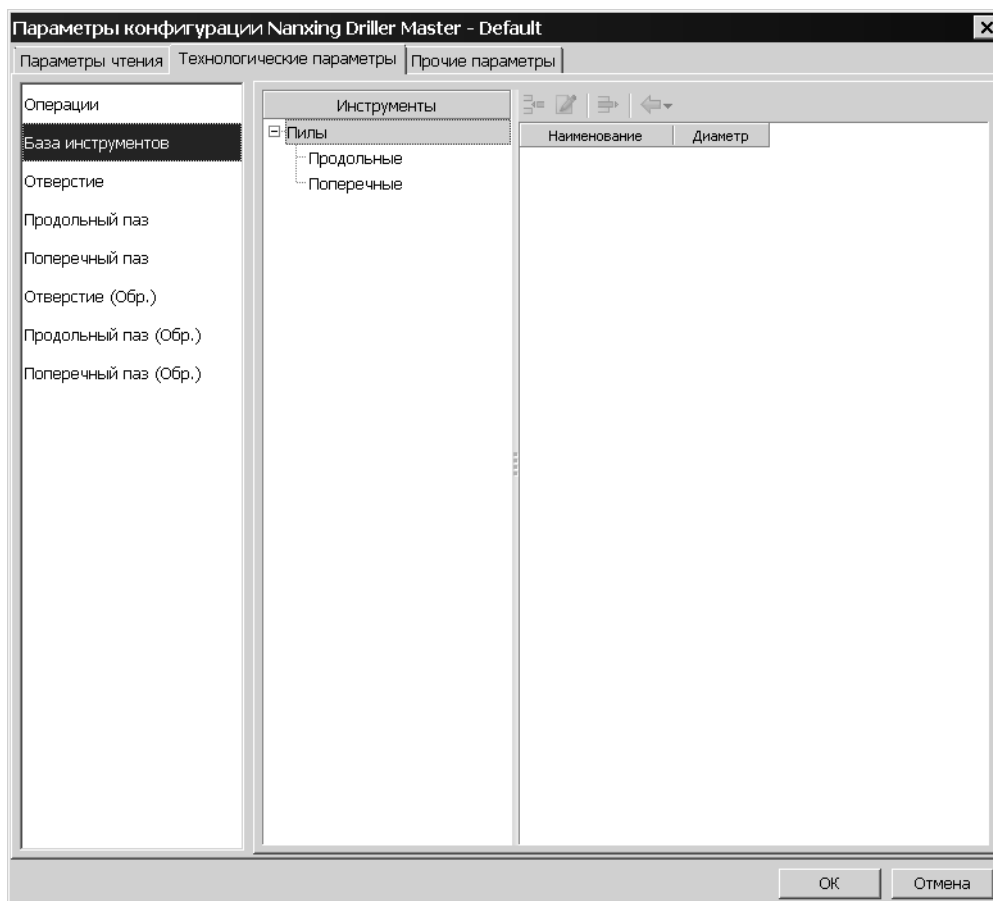 Параметры конфигурации Nanxing Driller Master - Default
Параметры чтения Технологические параметры Прочие параметры
Операции
База инструментов
Отверстие
Продольный паз
Поперечный паз
Отверстие (Обр.)
Продольный паз (Обр.)
Поперечный паз (Обр.)
Инструменты
Пилы
Продольные
Поперечные
Наименование Диаметр
ОК Отмена